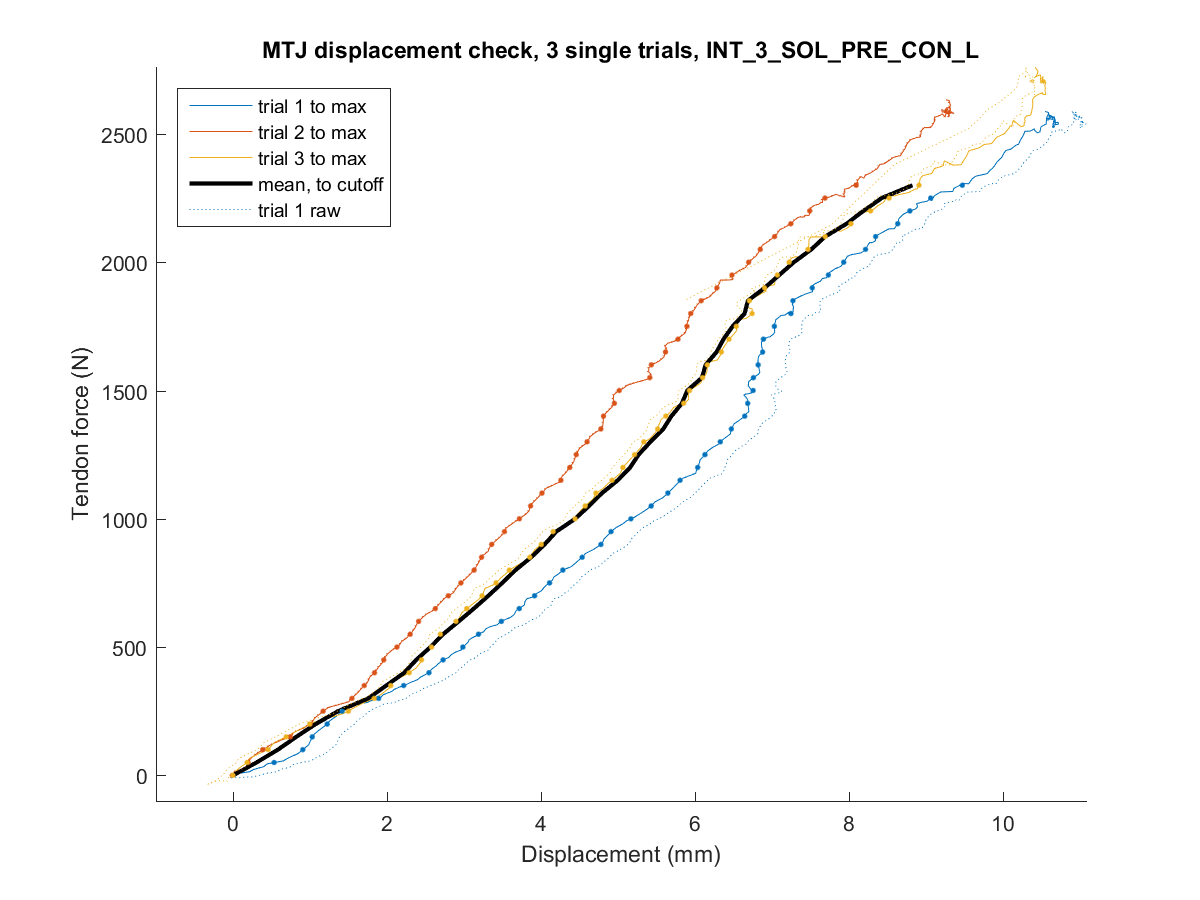 MTJ displacement check, 3 single trials, INT_3_SOL_PRE_CON_L
trial 1 to max
trial 2 to max
trial 3 to max
mean, to cutoff
trial 1 raw
2500
2000
1500
1000
500
0
Tendon force (N)
0 2 4 6 8 10
Displacement (mm)